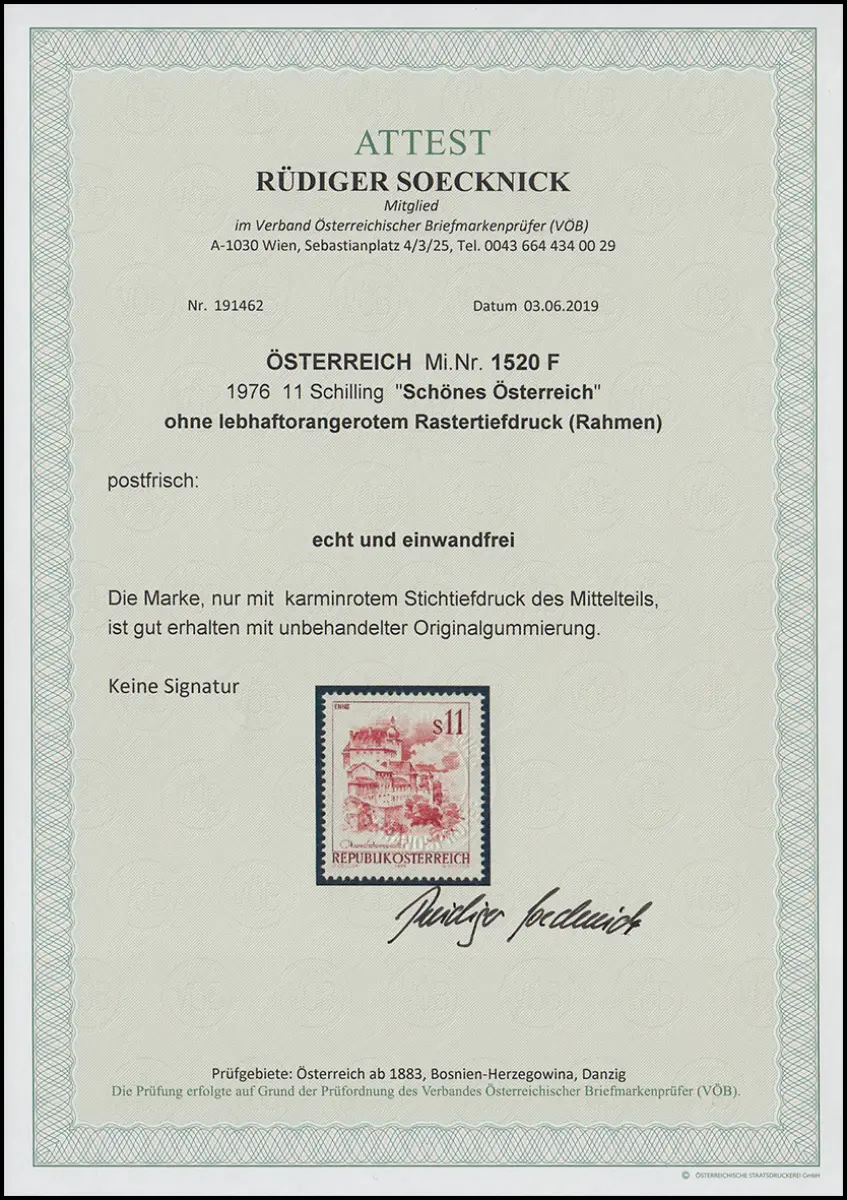 ATTEST
RÜDIGER SOECKNICK
Mitglied
im Verband Österreichischer Briefmarkenprüfer (VÖB)
A-1030 Wien, Sebastianplatz 4/3/25, Tel. 0043 664 434 00 29
Nr. 191462 Datum 03.06.2019
ÖSTERREICH Mi.Nr. 1520 F
1976 11 Schilling "Schönes Österreich"
ohne lebhaftorangerotem Rastertiefdruck (Rahmen)
postfrisch:
echt und einwandfrei
Die Marke, nur mit karminrotem Stichtiefdruck des Mittelteils,
ist gut erhalten mit unbehandelter Originalgummierung.
Keine Signatur
ENNS
s11
REPUBLIK ÖSTERREICH
Rüdiger Soecknick
Prüfgebiete: Österreich ab 1883, Bosnien-Herzegowina, Danzig
Die Prüfung erfolgte auf Grund der Prüfordnung des Verbandes Österreichischer Briefmarkenprüfer (VÖB).
© ÖSTERREICHISCHE STAATSDRUCKEREI GmbH